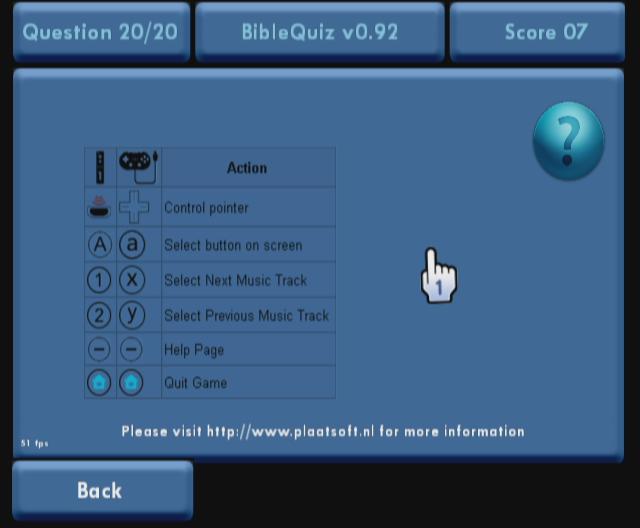 Question 20/20 BibleQuiz v0.92 Score 07
?
1 Action
Control pointer
A a Select button on screen
1 x Select Next Music Track
2 y Select Previous Music Track
- - Help Page
Quit Game
1
Please visit http://www.plaatsoft.nl for more information
51 fps
Back